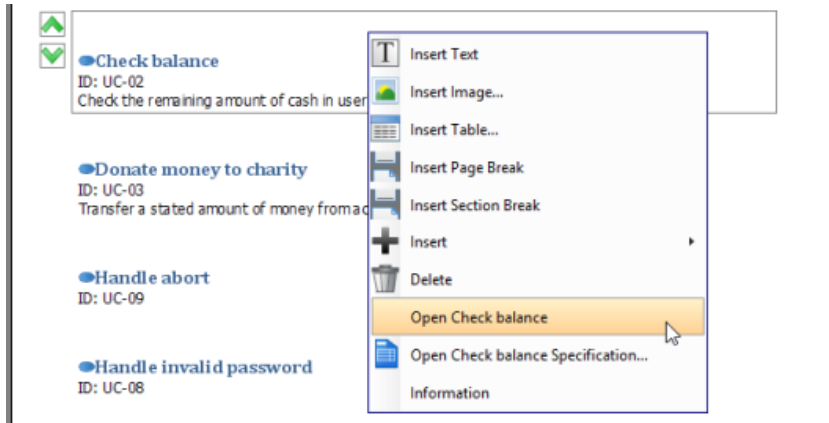 Check balance
ID: UC-02
Check the remaining amount of cash in user
Donate money to charity
ID: UC-03
Transfer a stated amount of money from a
Handle abort
ID: UC-09
Handle invalid password
ID: UC-08
T
Insert Text
Insert Image...
Insert Table...
Insert Page Break
Insert Section Break
Insert
Delete
Open Check balance
Open Check balance Specification...
Information